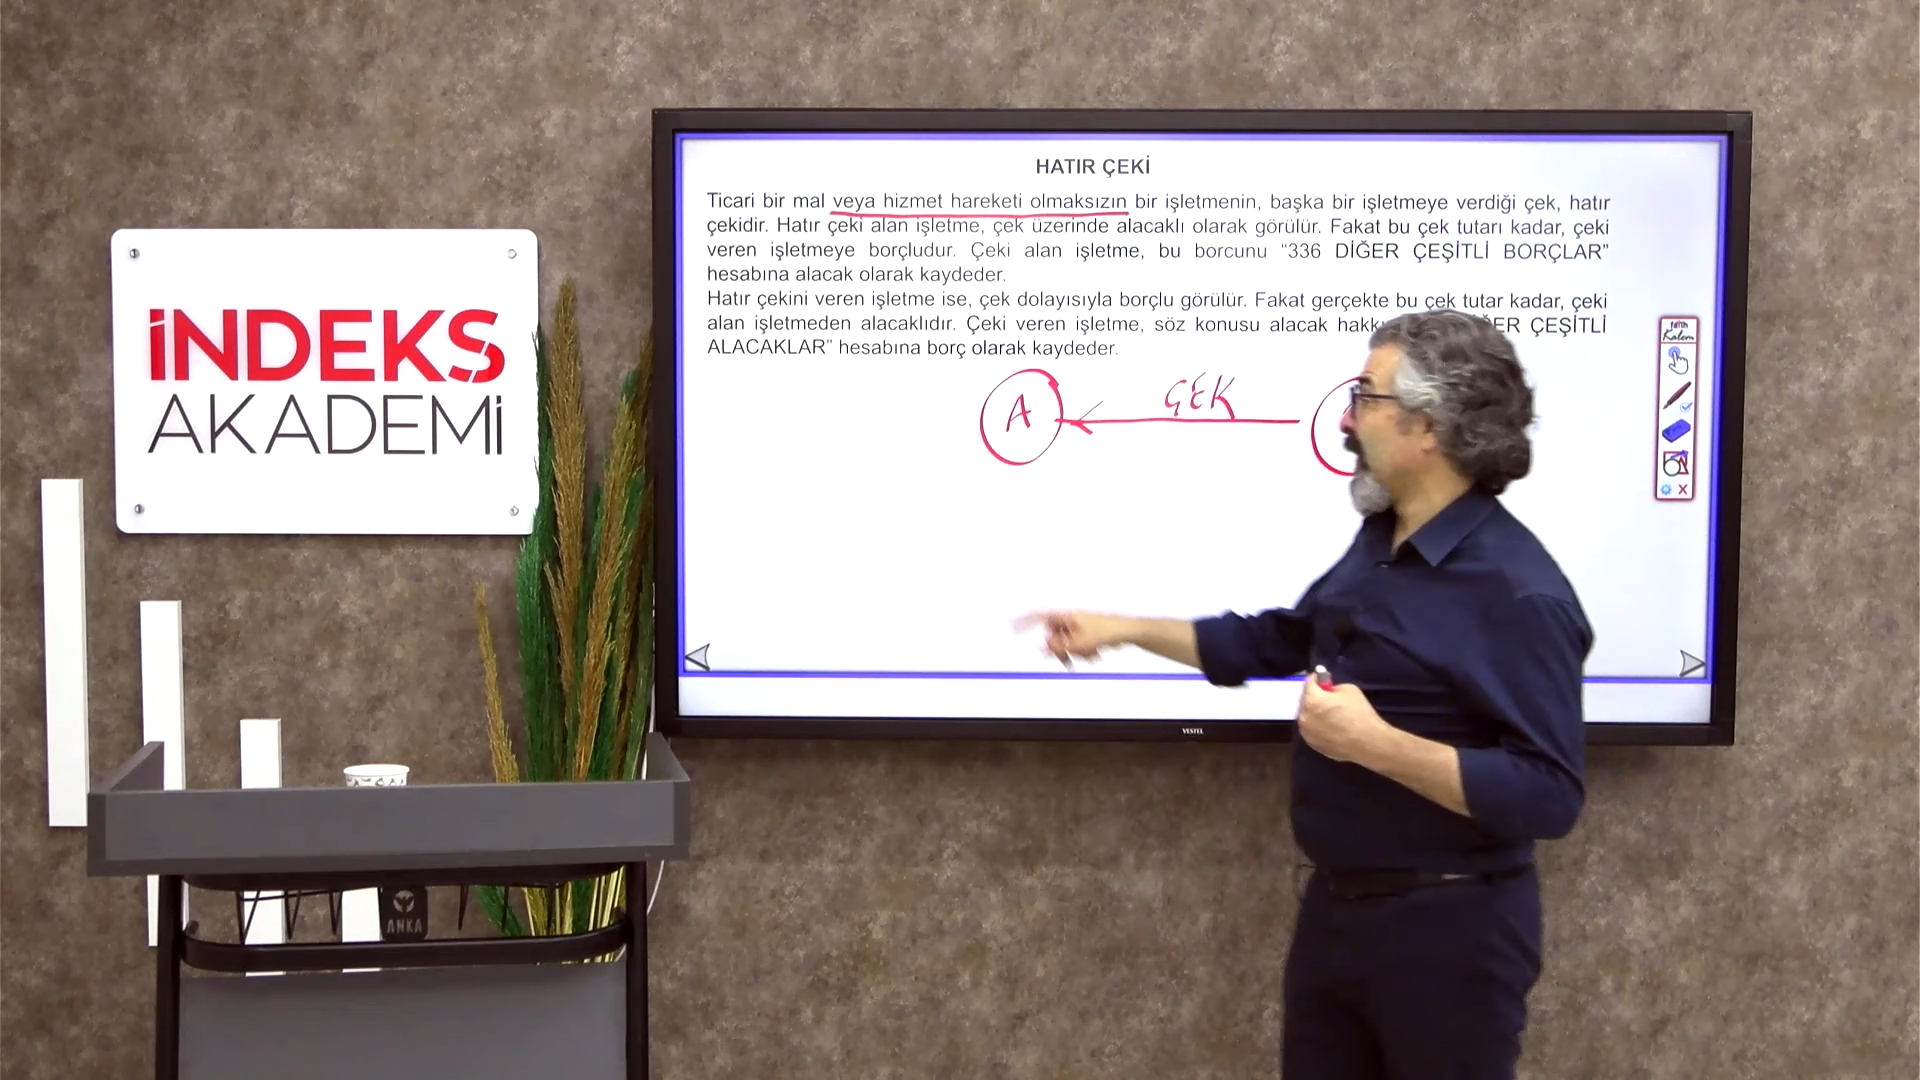 HATIR ÇEKİ
Ticari bir mal veya hizmet hareketi olmaksızın bir işletmenin, başka bir işletmeye verdiği çek, hatır
çekidir. Hatır çeki alan işletme, çek üzerinde alacaklı olarak görülür. Fakat bu çek tutarı kadar, çeki
veren işletmeye borçludur. Çeki alan işletme, bu borcunu "336 DİĞER ÇEŞİTLİ BORÇLAR"
hesabına alacak olarak kaydeder.
Hatır çekini veren işletme ise, çek dolayısıyla borçlu görülür. Fakat gerçekte bu çek tutar kadar, çeki
alan işletmeden alacaklıdır. Çeki veren işletme, söz konusu alacak ÇEŞİTLİ
ALACAKLAR" hesabına borç olarak kaydeder.
A ÇEK
Kalem
İNDEKS
AKADEMİ
VESTEL
ANKA